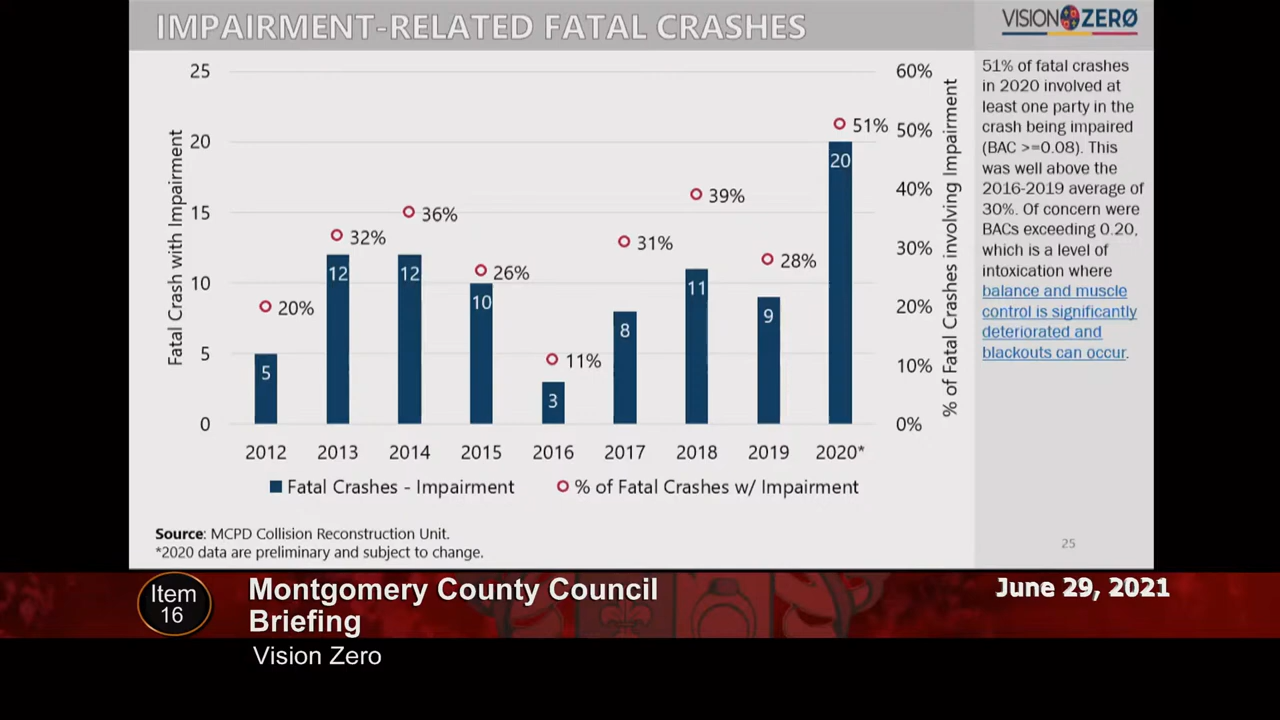 IMPAIRMENT-RELATED FATAL CRASHES
VISION ZERO
25
20
15
10
5
0
Fatal Crash with Impairment
60%
50%
40%
30%
20%
10%
0%
% of Fatal Crashes involving Impairment
20%
32%
36%
26%
11%
31%
39%
28%
51%
5
12
12
10
3
8
11
9
20
2012 2013 2014 2015 2016 2017 2018 2019 2020*
Fatal Crashes - Impairment % of Fatal Crashes w/ Impairment
Source: MCPD Collision Reconstruction Unit.
*2020 data are preliminary and subject to change.
51% of fatal crashes
in 2020 involved at
least one party in the
crash being impaired
(BAC >=0.08). This
was well above the
2016-2019 average of
30%. Of concern were
BACs exceeding 0.20,
which is a level of
intoxication where
balance and muscle
control is significantly
deteriorated and
blackouts can occur.
25
Item
16
Montgomery County Council
Briefing
Vision Zero
June 29, 2021